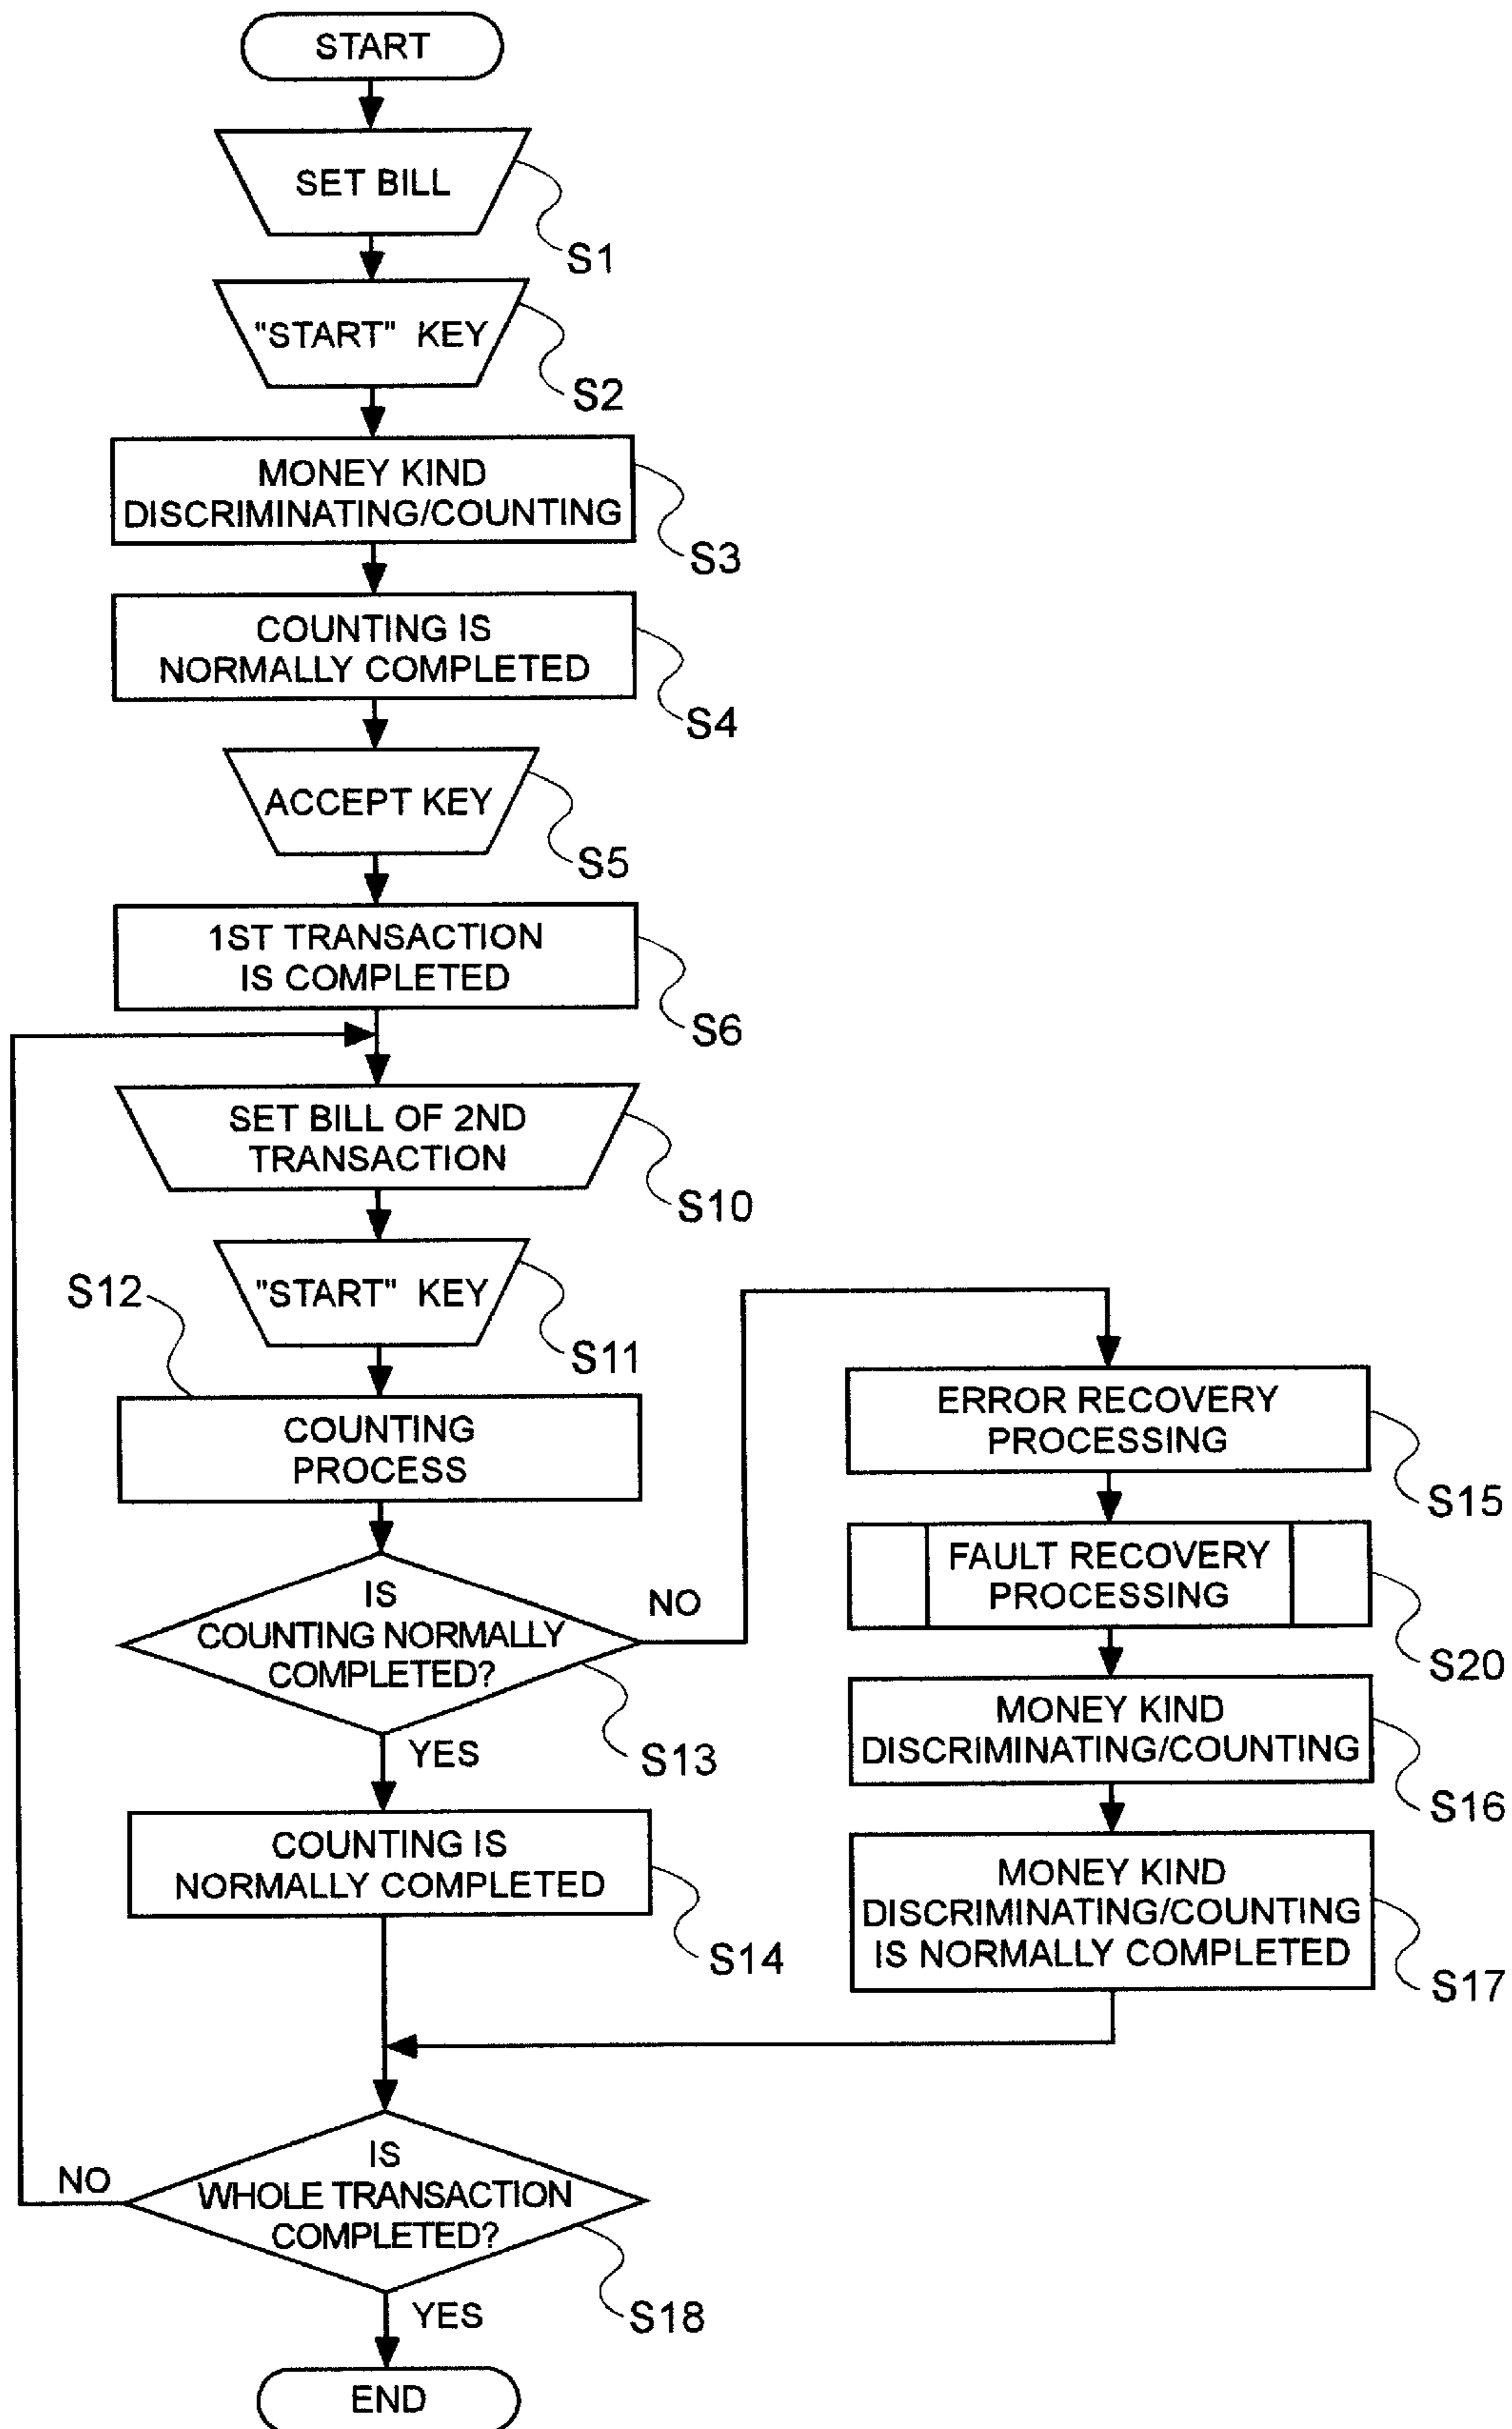 START
SET BILL
S1
"START" KEY
S2
MONEY KIND
DISCRIMINATING/COUNTING
S3
COUNTING IS
NORMALLY COMPLETED
S4
ACCEPT KEY
S5
1ST TRANSACTION
IS COMPLETED
S6
SET BILL OF 2ND
TRANSACTION
S10
"START" KEY
S11
S12
COUNTING
PROCESS
IS
COUNTING NORMALLY
COMPLETED?
NO
YES
S13
COUNTING IS
NORMALLY COMPLETED
S14
ERROR RECOVERY
PROCESSING
S15
FAULT RECOVERY
PROCESSING
S20
MONEY KIND
DISCRIMINATING/COUNTING
S16
MONEY KIND
DISCRIMINATING/COUNTING
IS NORMALLY COMPLETED
S17
IS
WHOLE TRANSACTION
COMPLETED?
NO
YES
S18
END